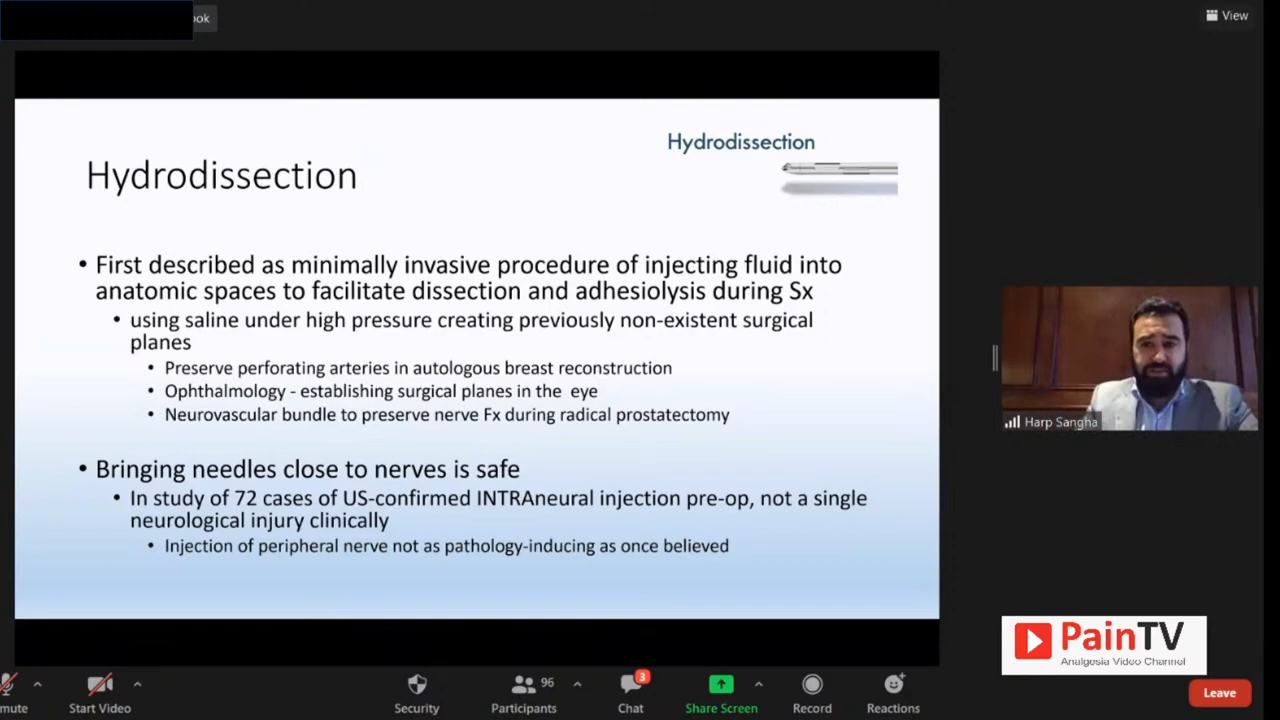 ok
View
Hydrodissection
Hydrodissection
• First described as minimally invasive procedure of injecting fluid into
anatomic spaces to facilitate dissection and adhesiolysis during Sx
• using saline under high pressure creating previously non-existent surgical
planes
• Preserve perforating arteries in autologous breast reconstruction
• Ophthalmology - establishing surgical planes in the eye
• Neurovascular bundle to preserve nerve Fx during radical prostatectomy
• Bringing needles close to nerves is safe
• In study of 72 cases of US-confirmed INTRAneural injection pre-op, not a single
neurological injury clinically
• Injection of peripheral nerve not as pathology-inducing as once believed
Harp Sangha
PainTV
Analgesia Video Channel
mute
Start Video
Security
96
Participants
3
Chat
Share Screen
Record
Reactions
Leave